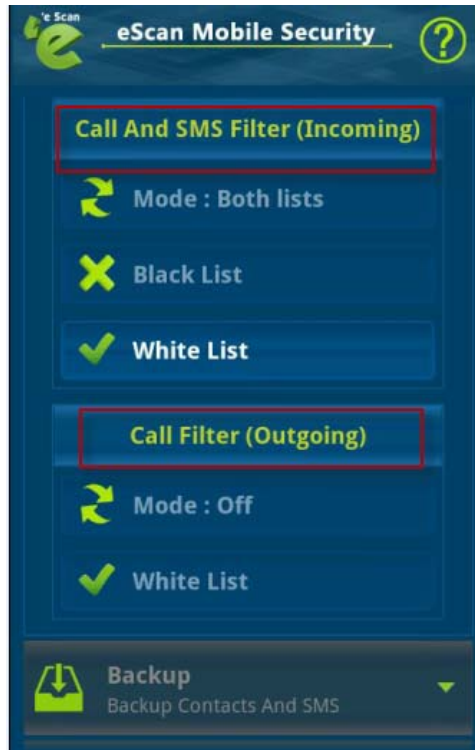 'e Scan
eScan Mobile Security
?
Call And SMS Filter (Incoming)
Mode : Both lists
Black List
White List
Call Filter (Outgoing)
Mode : Off
White List
Backup
Backup Contacts And SMS